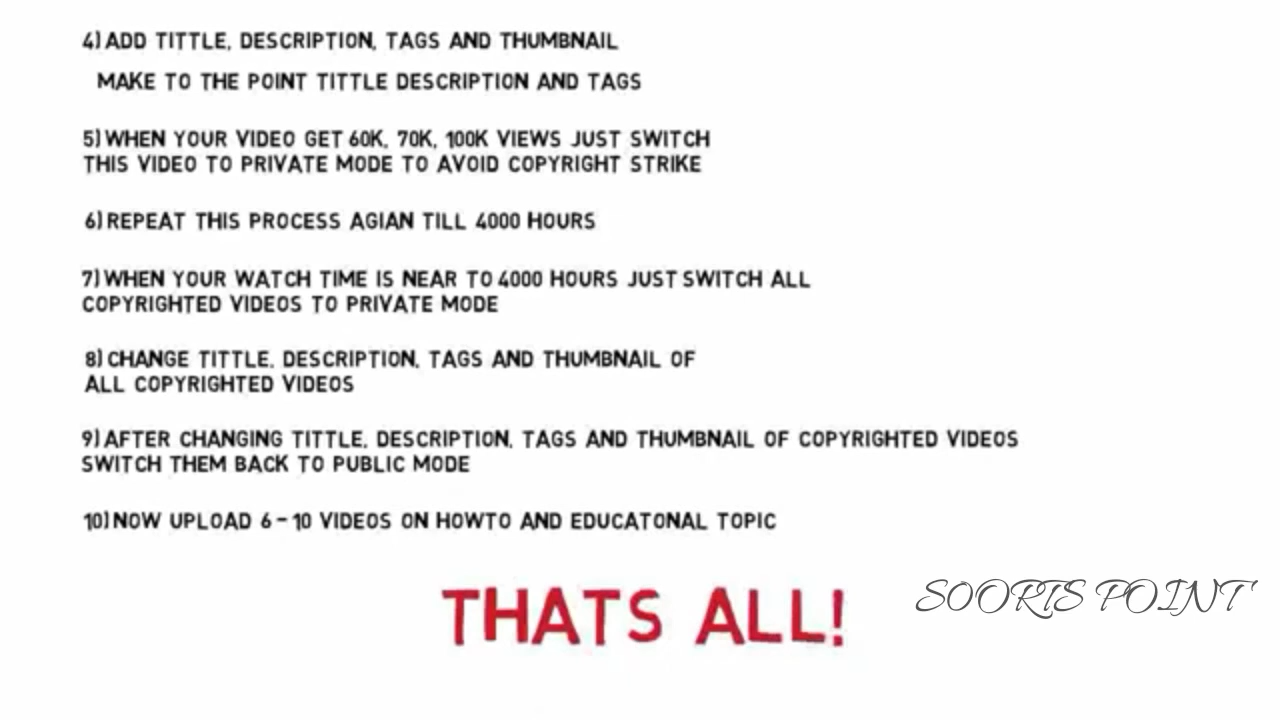 4) ADD TITTLE, DESCRIPTION, TAGS AND THUMBNAIL
MAKE TO THE POINT TITTLE DESCRIPTION AND TAGS
5) WHEN YOUR VIDEO GET 60K, 70K, 100K VIEWS JUST SWITCH
THIS VIDEO TO PRIVATE MODE TO AVOID COPYRIGHT STRIKE
6) REPEAT THIS PROCESS AGIAN TILL 4000 HOURS
7) WHEN YOUR WATCH TIME IS NEAR TO 4000 HOURS JUST SWITCH ALL
COPYRIGHTED VIDEOS TO PRIVATE MODE
8) CHANGE TITTLE, DESCRIPTION, TAGS AND THUMBNAIL OF
ALL COPYRIGHTED VIDEOS
9) AFTER CHANGING TITTLE, DESCRIPTION, TAGS AND THUMBNAIL OF COPYRIGHTED VIDEOS
SWITCH THEM BACK TO PUBLIC MODE
10) NOW UPLOAD 6 - 10 VIDEOS ON HOWTO AND EDUCATONAL TOPIC
THATS ALL!
SOORTS POINT